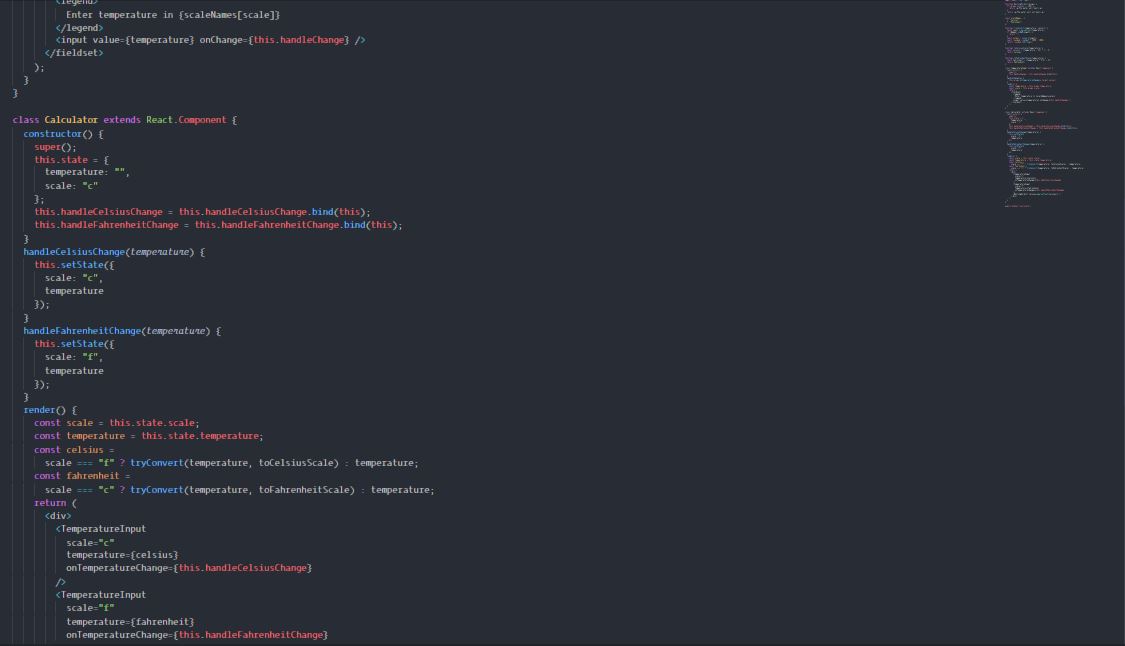 <legend>
Enter temperature in {scaleNames[scale]}
</legend>
<input value={temperature} onChange={this.handleChange} />
</fieldset>
);
}
}
class Calculator extends React.Component {
constructor() {
super();
this.state = {
temperature: "",
scale: "c"
};
this.handleCelsiusChange = this.handleCelsiusChange.bind(this);
this.handleFahrenheitChange = this.handleFahrenheitChange.bind(this);
}
handleCelsiusChange(temperature) {
this.setState({
scale: "c",
temperature
});
}
handleFahrenheitChange(temperature) {
this.setState({
scale: "f",
temperature
});
}
render() {
const scale = this.state.scale;
const temperature = this.state.temperature;
const celsius =
scale === "f" ? tryConvert(temperature, toCelsiusScale) : temperature;
const fahrenheit =
scale === "c" ? tryConvert(temperature, toFahrenheitScale) : temperature;
return (
<div>
<TemperatureInput
scale="c"
temperature={celsius}
onTemperatureChange={this.handleCelsiusChange}
/>
<TemperatureInput
scale="f"
temperature={fahrenheit}
onTemperatureChange={this.handleFahrenheitChange}